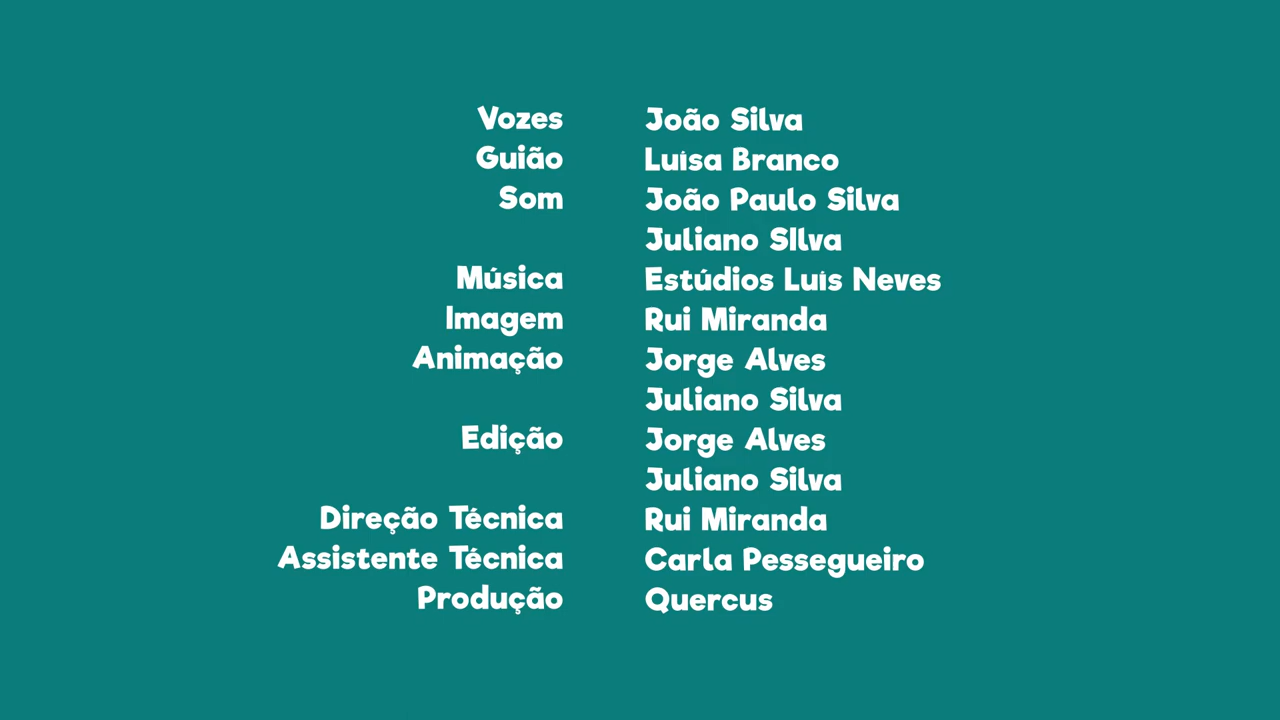 Vozes João Silva
Guião Luísa Branco
Som João Paulo Silva
Juliano SIlva
Música Estúdios Luís Neves
Imagem Rui Miranda
Animação Jorge Alves
Juliano Silva
Edição Jorge Alves
Juliano Silva
Direção Técnica Rui Miranda
Assistente Técnica Carla Pessegueiro
Produção Quercus